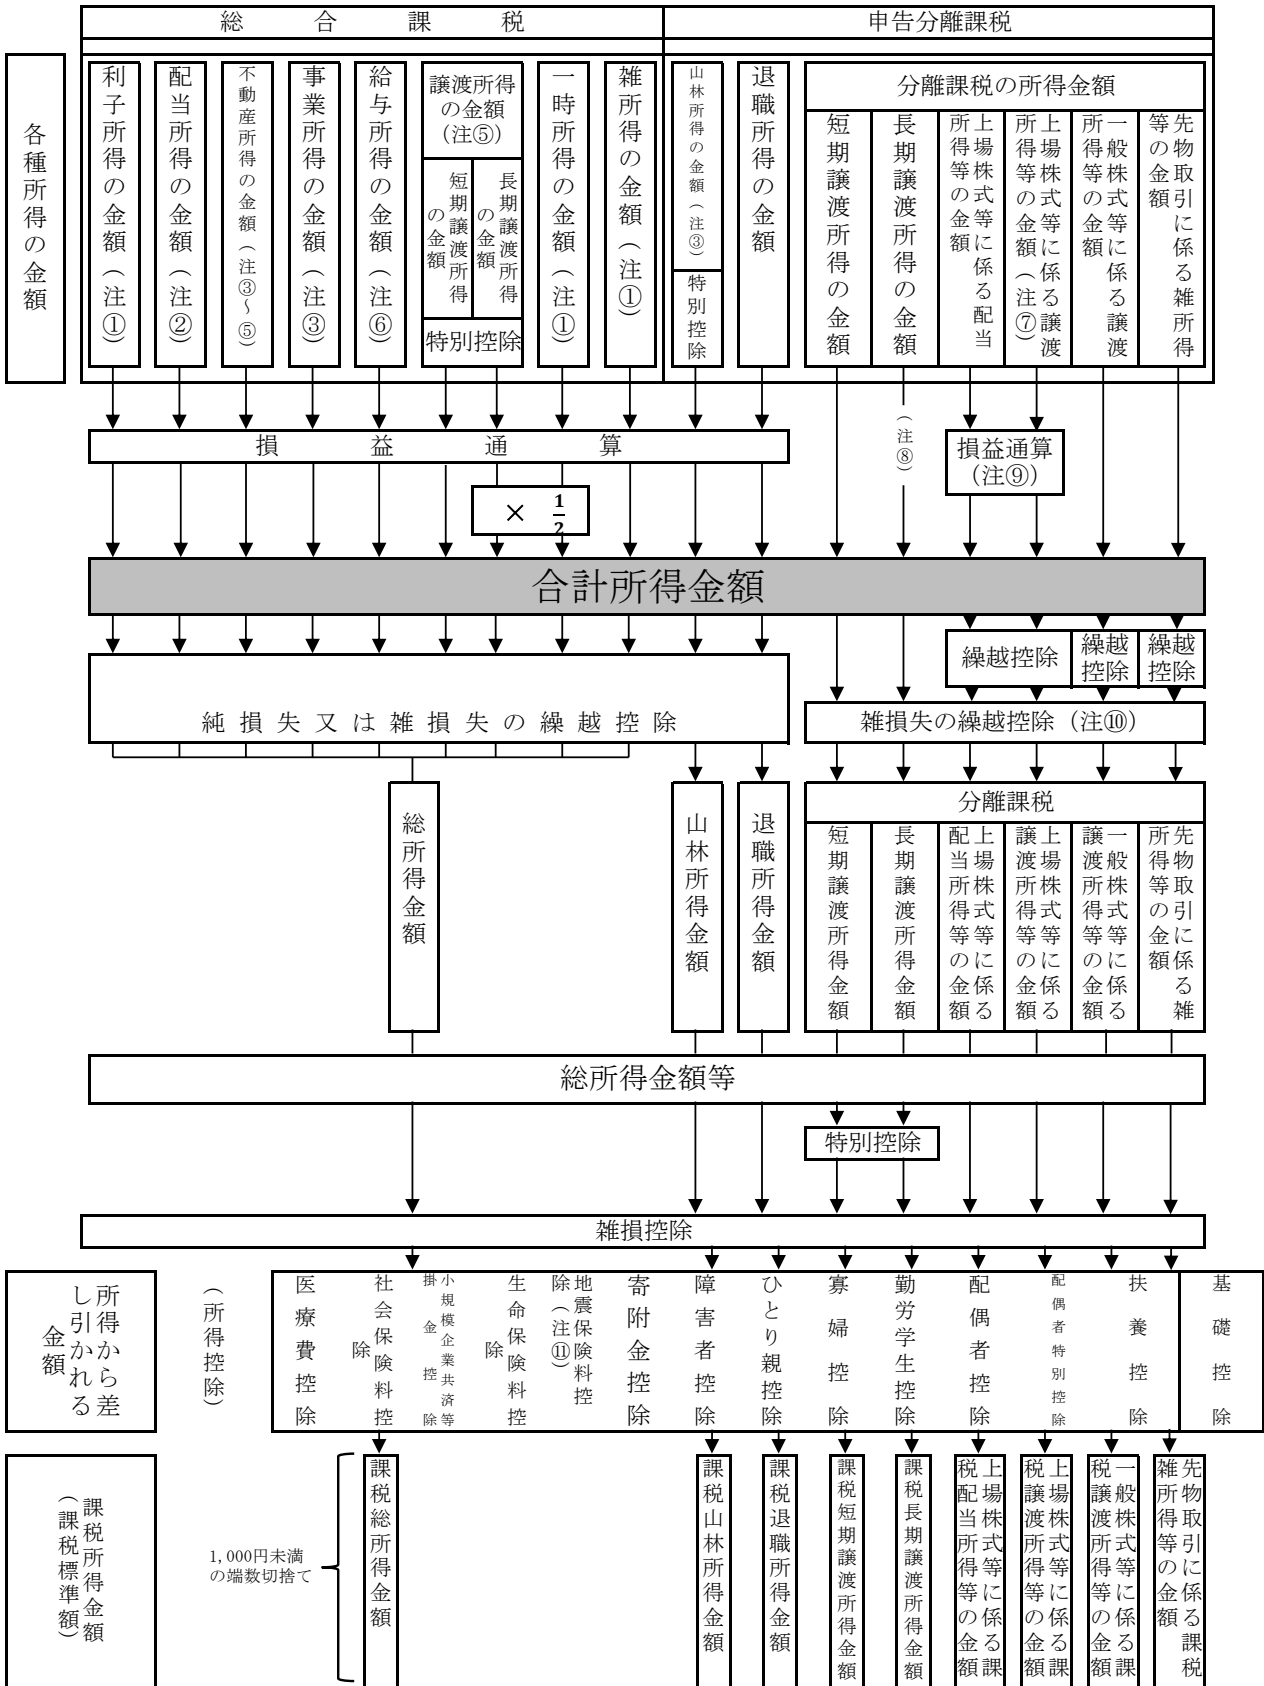 総合課税
申告分離課税
各種所得の金額
利子所得の金額（注①）
配当所得の金額（注②）
不動産所得の金額（注③～⑤）
事業所得の金額（注③）
給与所得の金額（注⑥）
譲渡所得
の金額
（注⑤）
短期譲渡所得
の金額
長期譲渡所得
の金額
特別控除
一時所得の金額（注①）
雑所得の金額（注①）
山林所得の金額（注③）
特別控除
退職所得の金額
分離課税の所得金額
短期譲渡所得の金額
長期譲渡所得の金額
上場株式等に係る配当
所得等の金額
上場株式等に係る譲渡
所得等の金額（注⑦）
一般株式等に係る譲渡
所得等の金額
先物取引に係る雑所得
等の金額
損益通算
（注⑧）
損益通算
（注⑨）
× 1/2
合計所得金額
繰越控除
繰越
控除
繰越
控除
純損失又は雑損失の繰越控除
雑損失の繰越控除（注⑩）
総所得金額
山林所得金額
退職所得金額
分離課税
短期譲渡所得金額
長期譲渡所得金額
上場株式等に係る
配当所得等の金額
上場株式等に係る
譲渡所得等の金額
一般株式等に係る
譲渡所得等の金額
先物取引に係る雑
所得等の金額
総所得金額等
特別控除
雑損控除
所得から差
し引かれる
金額
（所得控除）
医療費控除
社会保険料控
除
小規模企業共済等
掛金控除
生命保険料控
除
地震保険料控
除（注⑪）
寄附金控除
障害者控除
ひとり親控除
寡婦控除
勤労学生控除
配偶者控除
配偶者特別控除
扶養控除
基礎控除
課税所得金額
（課税標準額）
1,000円未満
の端数切捨て
課税総所得金額
課税山林所得金額
課税退職所得金額
課税短期譲渡所得金額
課税長期譲渡所得金額
上場株式等に係る課
税配当所得等の金額
上場株式等に係る課
税譲渡所得等の金額
一般株式等に係る課
税譲渡所得等の金額
先物取引に係る課税
雑所得等の金額